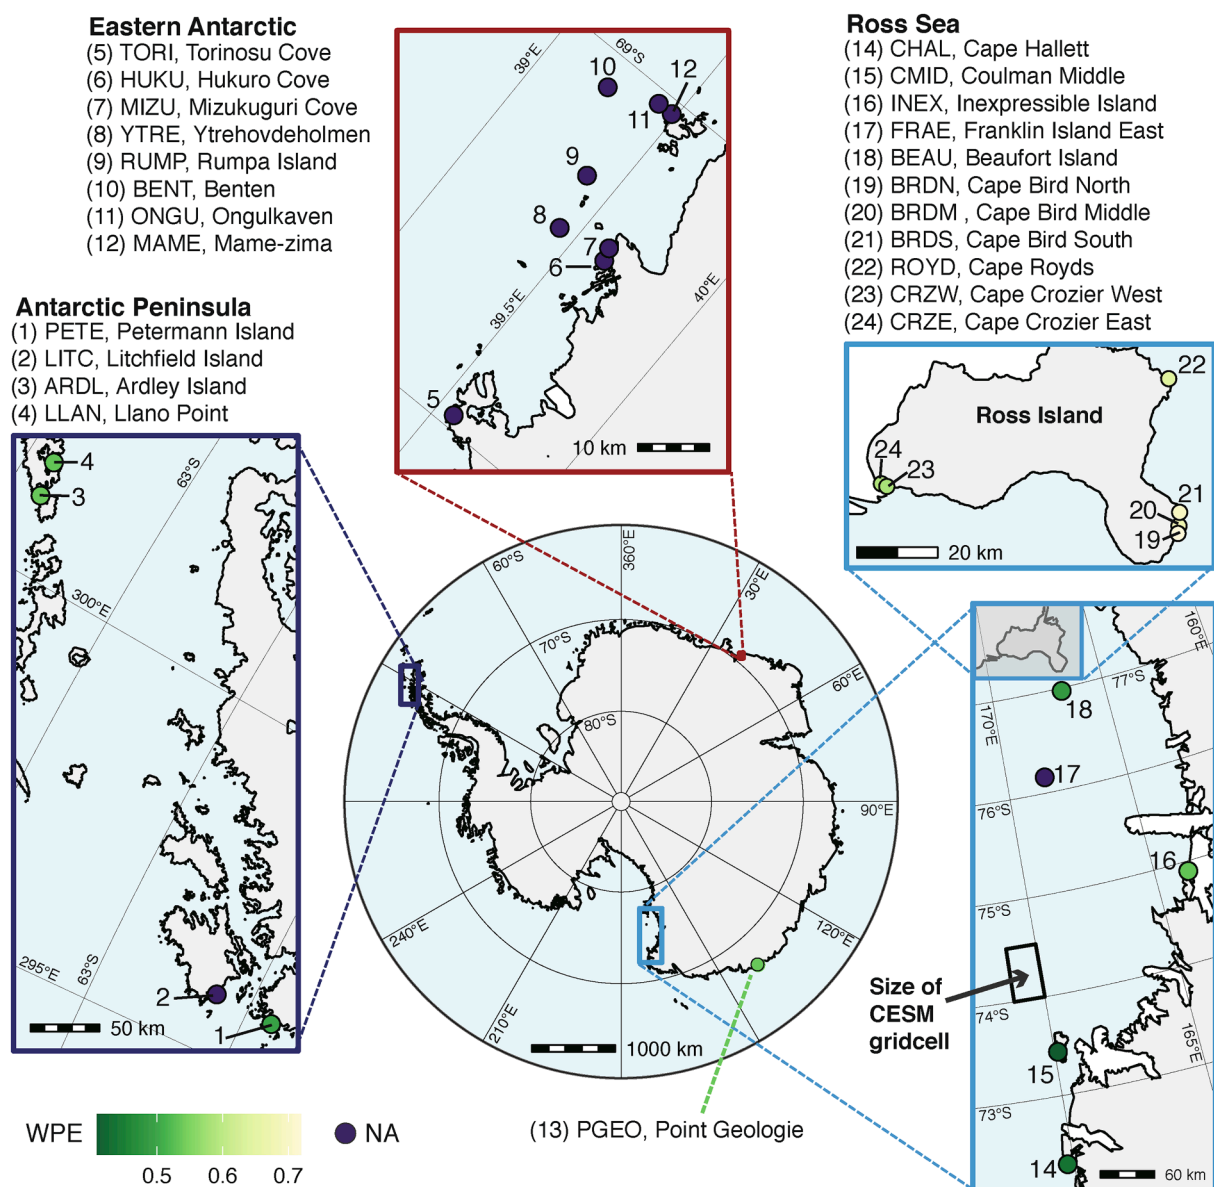 Eastern Antarctic
(5) TORI, Torinosu Cove
(6) HUKU, Hukuro Cove
(7) MIZU, Mizukuguri Cove
(8) YTRE, Ytrehovdeholmen
(9) RUMP, Rumpa Island
(10) BENT, Benten
(11) ONGU, Ongulkaven
(12) MAME, Mame-zima
Antarctic Peninsula
(1) PETE, Petermann Island
(2) LITC, Litchfield Island
(3) ARDL, Ardley Island
(4) LLAN, Llano Point
Ross Sea
(14) CHAL, Cape Hallett
(15) CMID, Coulman Middle
(16) INEX, Inexpressible Island
(17) FRAE, Franklin Island East
(18) BEAU, Beaufort Island
(19) BRDN, Cape Bird North
(20) BRDM , Cape Bird Middle
(21) BRDS, Cape Bird South
(22) ROYD, Cape Royds
(23) CRZW, Cape Crozier West
(24) CRZE, Cape Crozier East
39°E
69°S
10
12
11
9
8
7
6
39.5°E
40°E
5
10 km
22
Ross Island
24
23
21
20
19
20 km
4
3
63°S
300°E
295°E
63°S
2
1
50 km
60°S
360°E
30°E
70°S
60°E
80°S
90°E
240°E
120°E
210°E
1000 km
160°E
77°S
170°E
18
17
76°S
16
75°S
Size of
CESM
gridcell
74°S
165°E
15
73°S
14
60 km
(13) PGEO, Point Geologie
WPE
NA
0.5
0.6
0.7